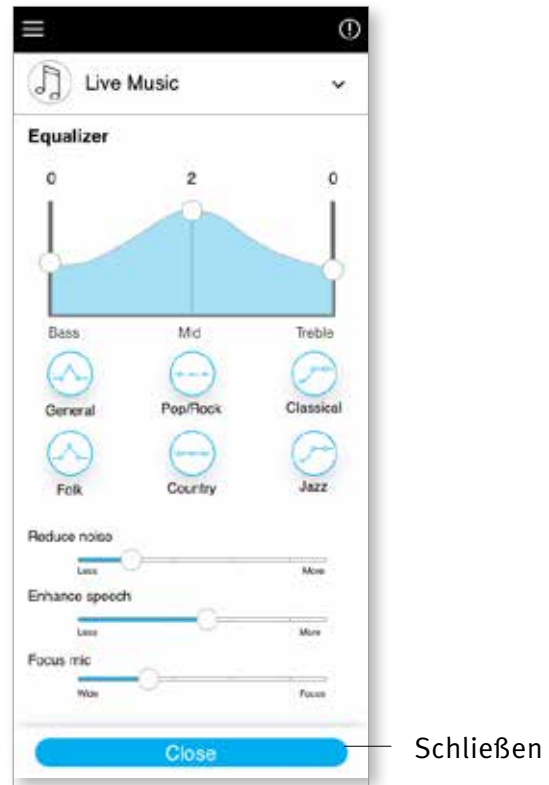 Live Music
Equalizer
0 2 0
Bass Mid Treble
General Pop/Rock Classical
Folk Country Jazz
Reduce noise
Less More
Enhance speech
Less More
Focus mic
Wide Focus
Close
Schließen